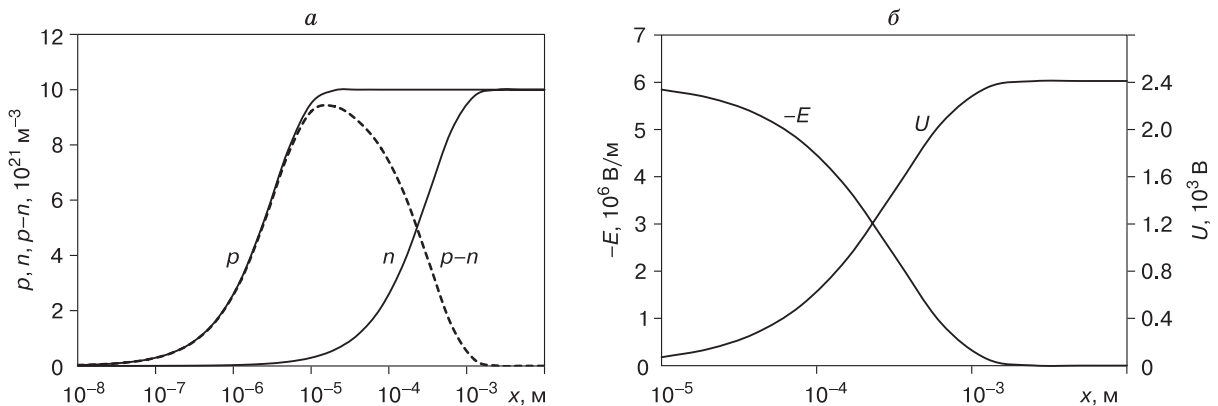 а
p, n, p–n, 10²¹ м⁻³
12
10
8
6
4
2
0
p
n
p–n
10⁻⁸
10⁻⁷
10⁻⁶
10⁻⁵
10⁻⁴
10⁻³
x, м
б
–E, 10⁶ В/м
7
6
5
4
3
2
1
0
–E
U
2.4
2.0
1.6
1.2
0.8
0.4
0
U, 10³ В
10⁻⁵
10⁻⁴
10⁻³
x, м